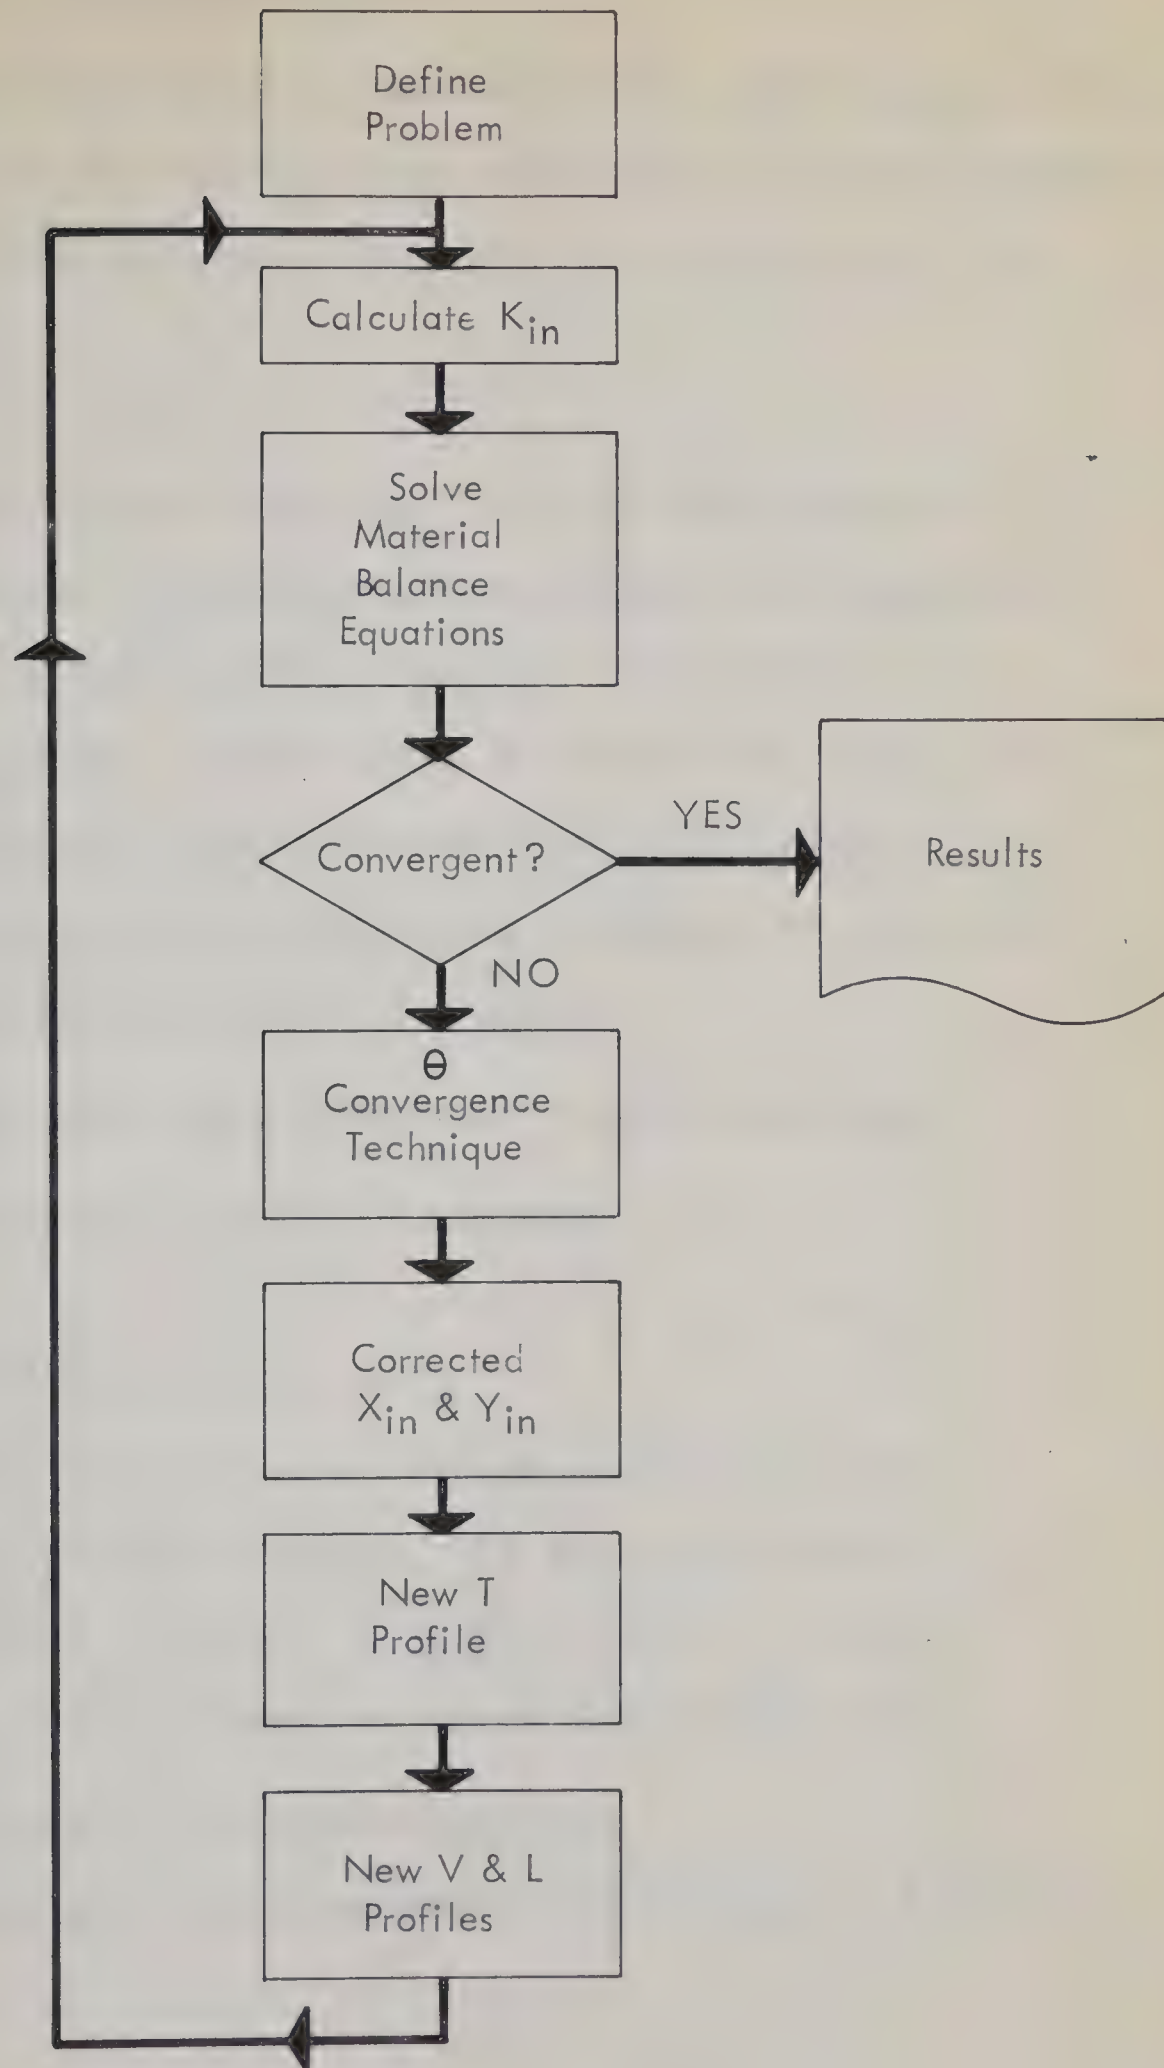 Define
Problem
Calculate K_in
Solve
Material
Balance
Equations
Convergent?
YES
Results
NO
θ
Convergence
Technique
Corrected
X_in & Y_in
New T
Profile
New V & L
Profiles